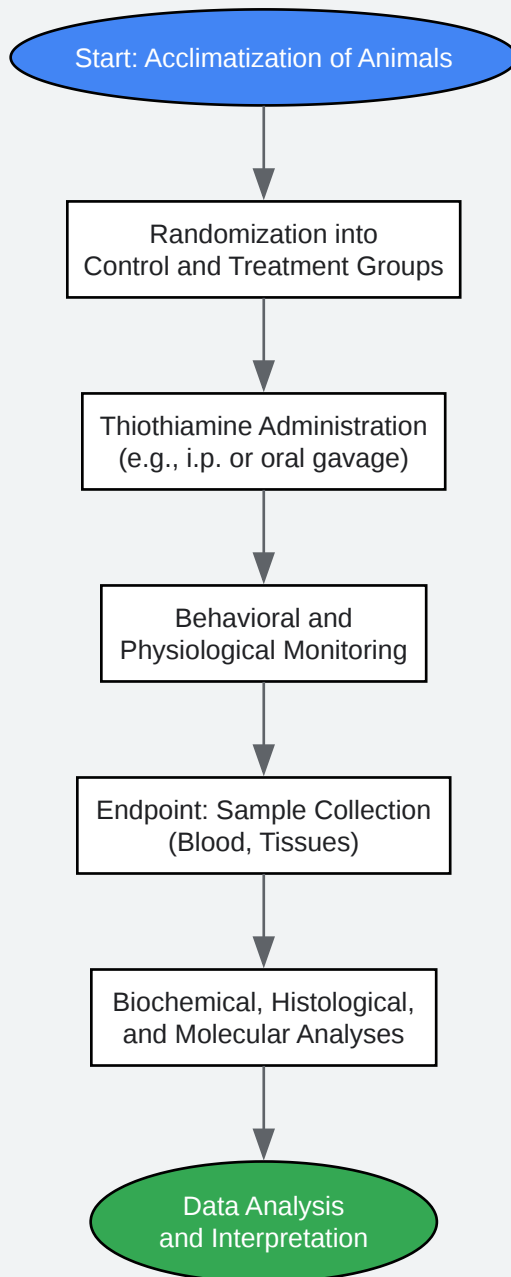 Start: Acclimatization of Animals
Randomization into
Control and Treatment Groups
Thiothiamine Administration
(e.g., i.p. or oral gavage)
Behavioral and
Physiological Monitoring
Endpoint: Sample Collection
(Blood, Tissues)
Biochemical, Histological,
and Molecular Analyses
Data Analysis
and Interpretation